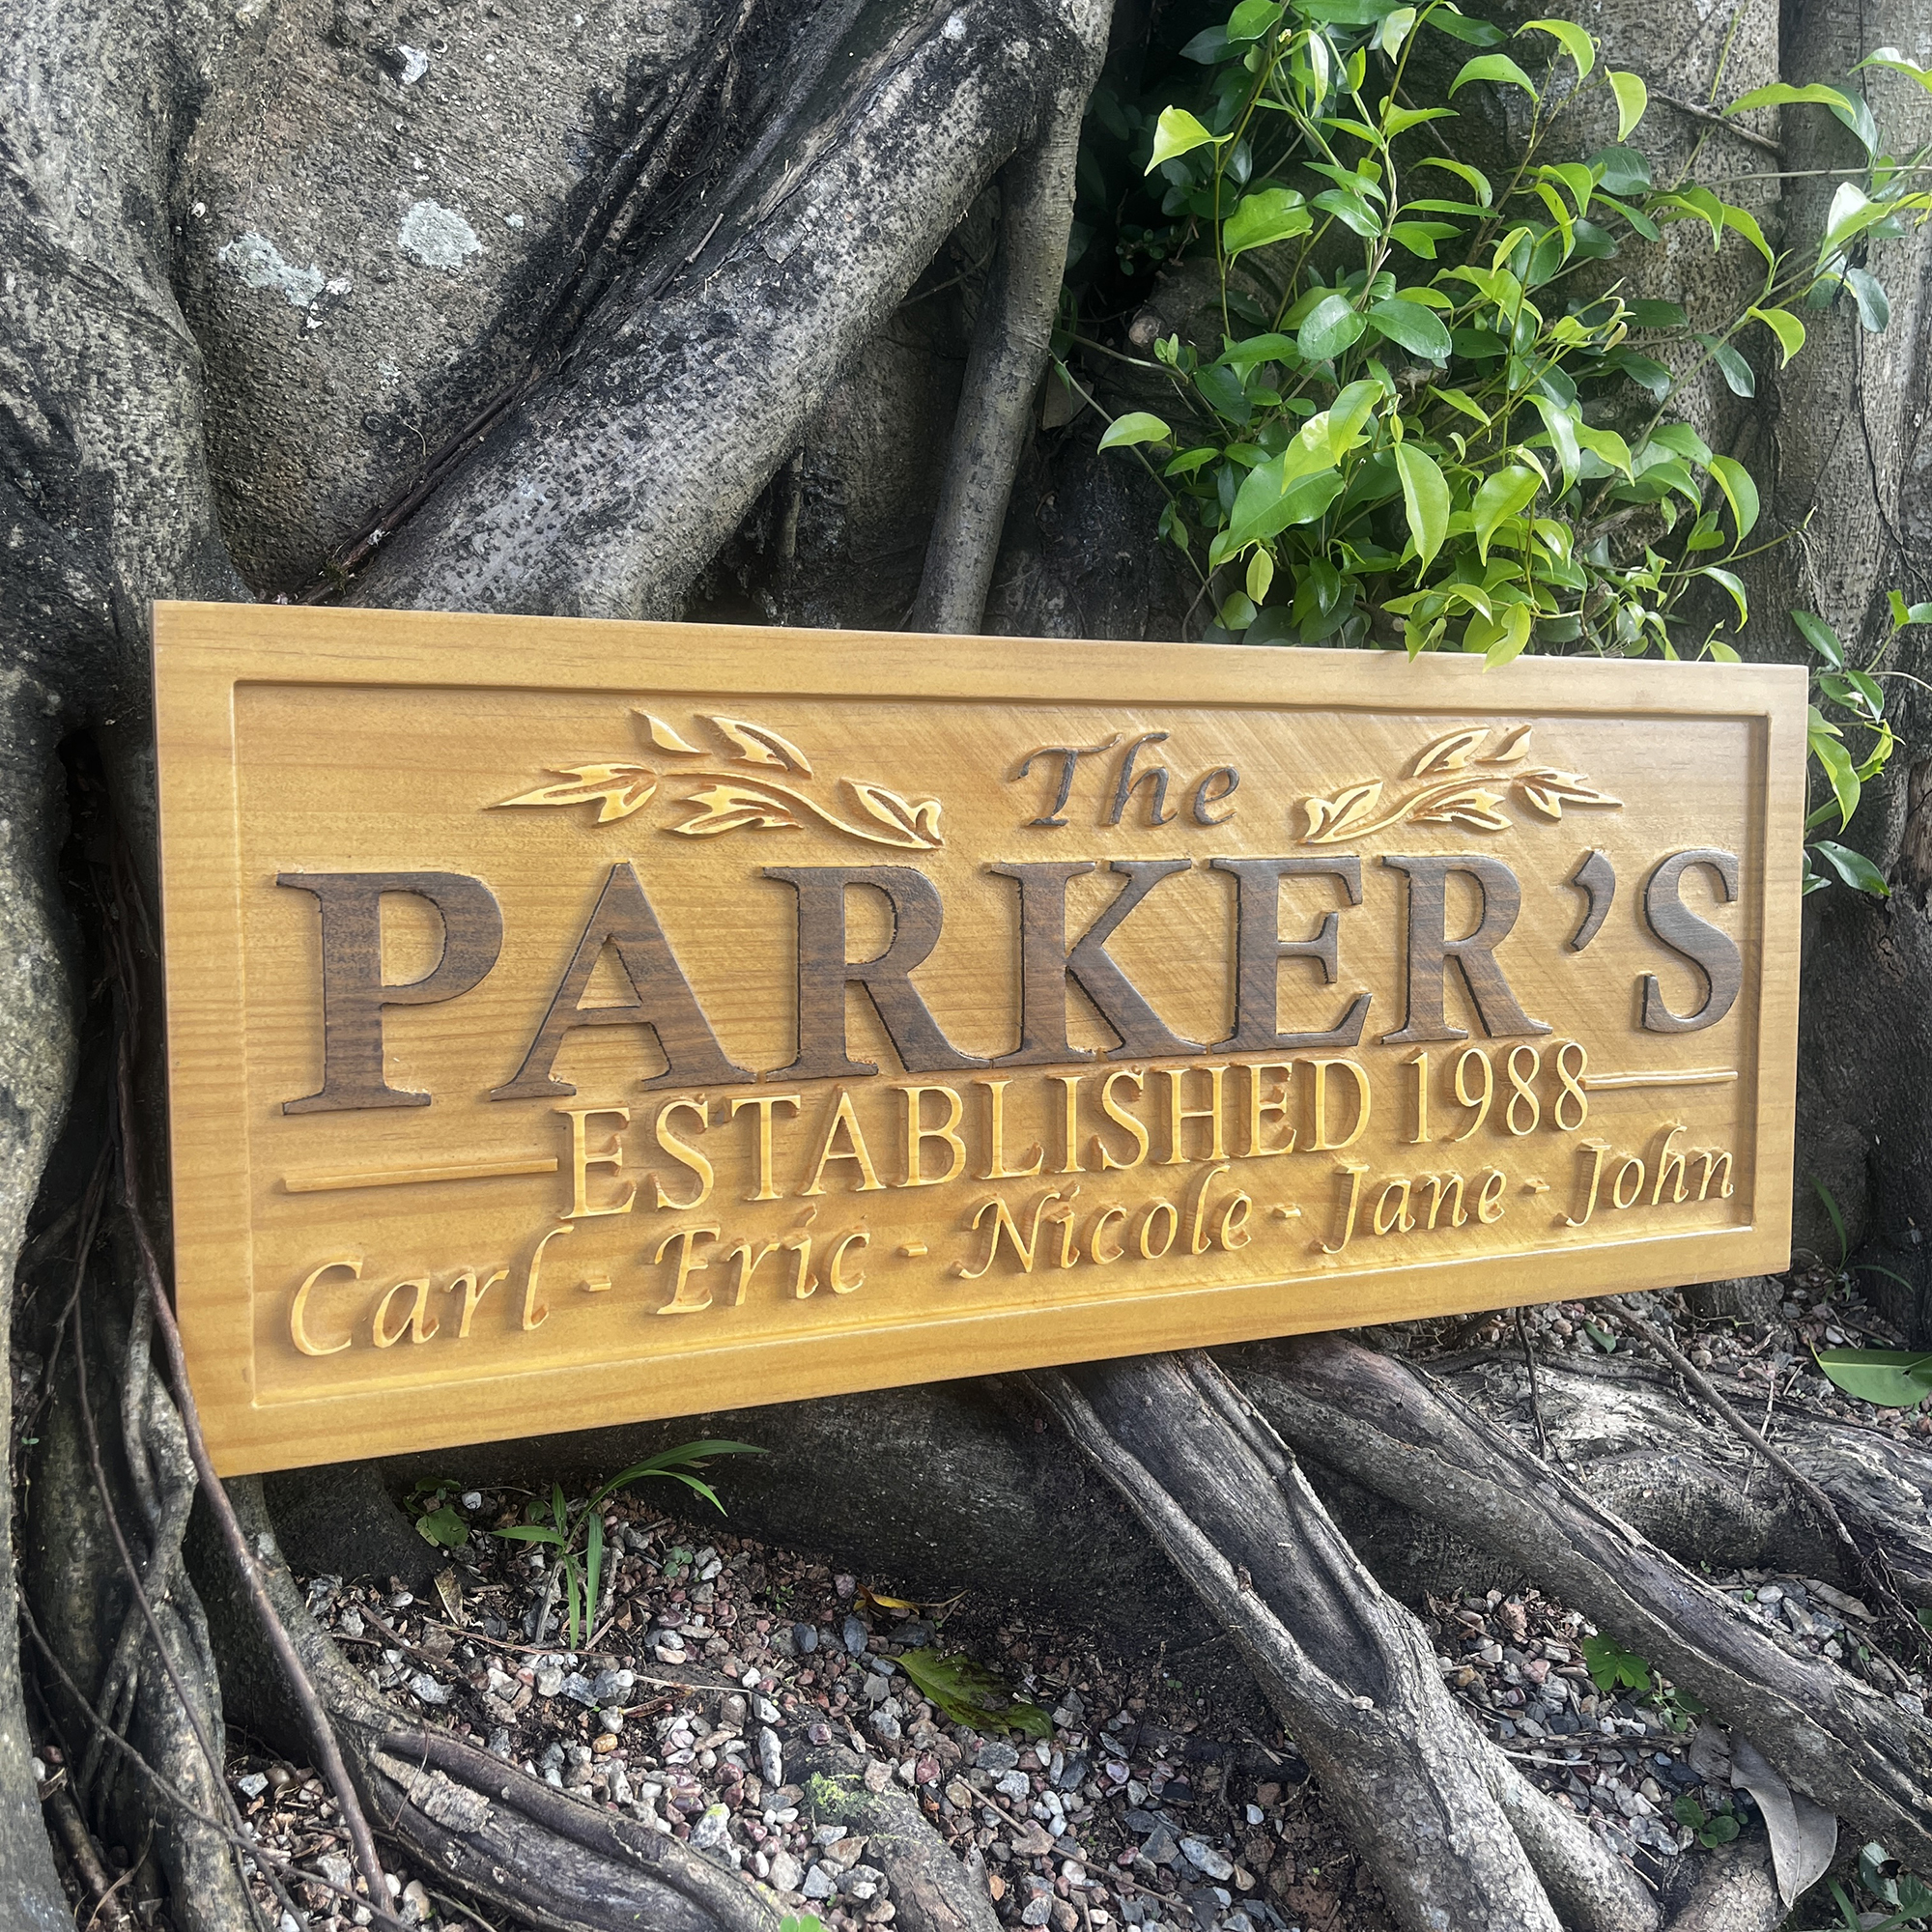 The
PARKER'S
ESTABLISHED 1988
Carl - Eric - Nicole - Jane - John